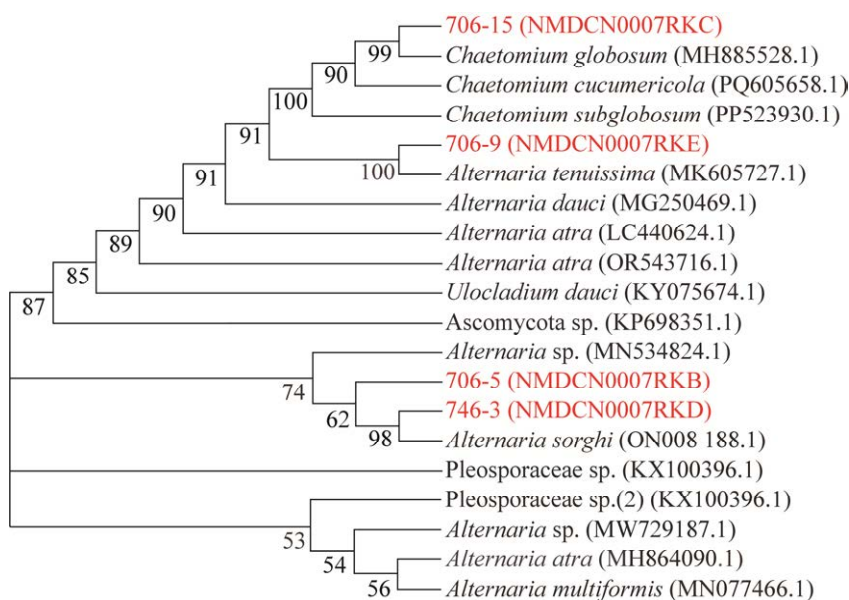 706-15 (NMDCN0007RKC)
99
Chaetomium globosum (MH885528.1)
90
Chaetomium cucumericola (PQ605658.1)
100
Chaetomium subglobosum (PP523930.1)
91
706-9 (NMDCN0007RKE)
100
Alternaria tenuissima (MK605727.1)
91
Alternaria dauci (MG250469.1)
90
Alternaria atra (LC440624.1)
89
Alternaria atra (OR543716.1)
85
Ulocladium dauci (KY075674.1)
87
Ascomycota sp. (KP698351.1)
Alternaria sp. (MN534824.1)
74
706-5 (NMDCN0007RKB)
62
746-3 (NMDCN0007RKD)
98
Alternaria sorghi (ON008 188.1)
Pleosporaceae sp. (KX100396.1)
Pleosporaceae sp.(2) (KX100396.1)
53
Alternaria sp. (MW729187.1)
54
Alternaria atra (MH864090.1)
56
Alternaria multiformis (MN077466.1)